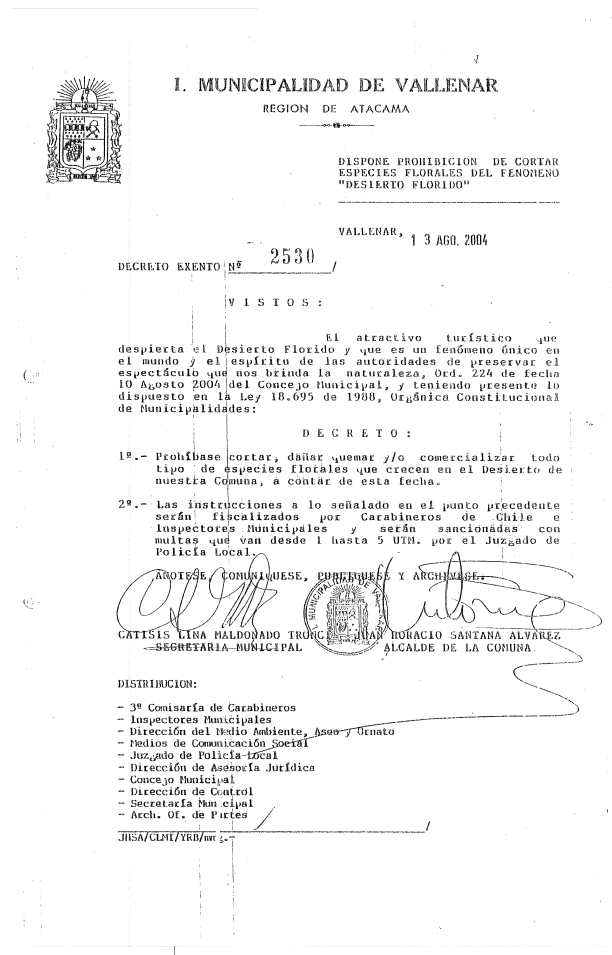 I. MUNICIPALIDAD DE VALLENAR
REGION DE ATACAMA
DISPONE PROHIBICION DE CORTAR
ESPECIES FLORALES DEL FENOMENO
"DESIERTO FLORIDO"
VALLENAR, 13 AGO. 2004
DECRETO EXENTO Nº 2530 /
V I S T O S :
El atractivo turístico que
despierta el Desierto Florido y que es un fenómeno único en
el mundo y el espíritu de las autoridades de preservar el
espectáculo que nos brinda la naturaleza, Ord. 224 de fecha
10 Agosto 2004 del Concejo Municipal, y teniendo presente lo
dispuesto en la Ley 18.695 de 1988, Orgánica Constitucional
de Municipalidades:
D E C R E T O :
1º.- Prohíbase cortar, dañar quemar y/o comercializar todo
tipo de especies florales que crecen en el Desierto de
nuestra Comuna, a contar de esta fecha.
2º.- Las instrucciones a lo señalado en el punto precedente
serán fiscalizados por Carabineros de Chile e
Inspectores Municipales y serán sancionadas con
multas que van desde 1 hasta 5 UTM. por el Juzgado de
Policía Local.
ANOTESE, COMUNIQUESE, PUBLIQUESE Y ARCHIVESE.
I. MUNICIPALIDAD DE VALLENAR
CATISIS LINA MALDONADO JUAN HORACIO SANTANA ALVAREZ
SECRETARIA MUNICIPAL ALCALDE DE LA COMUNA.
DISTRIBUCION:
- 3º Comisaría de Carabineros
- Inspectores Municipales
- Dirección del Medio Ambiente, Aseo y Ornato
- Medios de Comunicación Social
- Juzgado de Policía Local
- Dirección de Asesoría Jurídica
- Concejo Municipal
- Dirección de Control
- Secretaría Municipal
- Arch. Of. de Partes /
/
JHSA/CLMT/YRB/